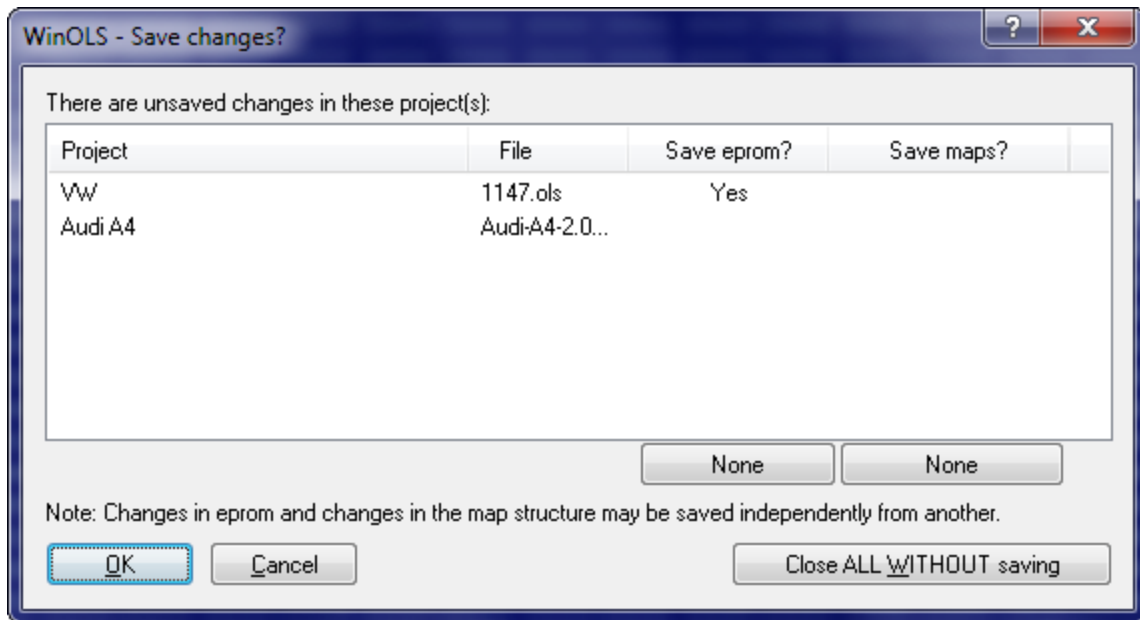 WinOLS - Save changes?
There are unsaved changes in these project(s):
Project File Save eprom? Save maps?
VW 1147.ols Yes
Audi A4 Audi-A4-2.0...
None None
Note: Changes in eprom and changes in the map structure may be saved independently from another.
OK Cancel Close ALL WITHOUT saving